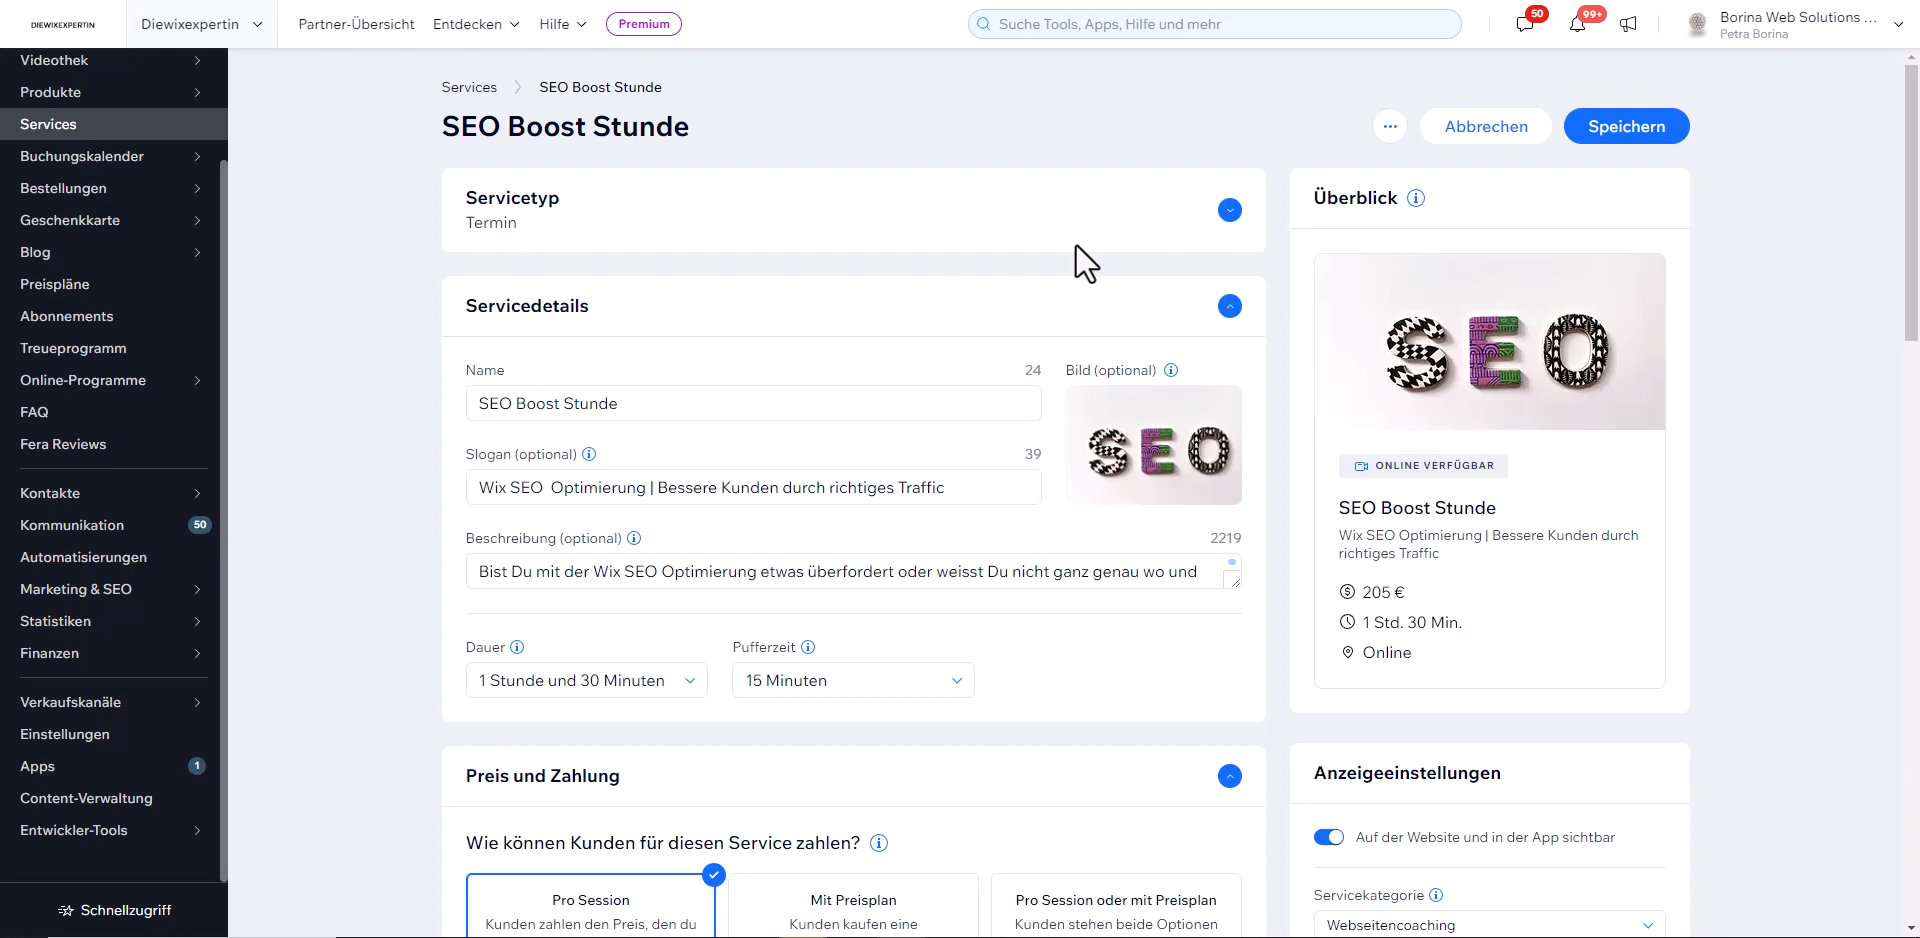 DIEWIXEXPERTIN
Diewixexpertin
Partner-Übersicht
Entdecken
Hilfe
Premium
Suche Tools, Apps, Hilfe und mehr
50
99+
Borina Web Solutions ...
Petra Borina
Videothek
Produkte
Services
Buchungskalender
Bestellungen
Geschenkkarte
Blog
Preispläne
Abonnements
Treueprogramm
Online-Programme
FAQ
Fera Reviews
Kontakte
Kommunikation
50
Automatisierungen
Marketing & SEO
Statistiken
Finanzen
Verkaufskanäle
Einstellungen
Apps
1
Content-Verwaltung
Entwickler-Tools
Schnellzugriff
Services
SEO Boost Stunde
SEO Boost Stunde
Abbrechen
Speichern
Servicetyp
Termin
Servicedetails
Name
24
SEO Boost Stunde
Bild (optional)
SEO
Slogan (optional)
39
Wix SEO  Optimierung | Bessere Kunden durch richtiges Traffic
Beschreibung (optional)
2219
Bist Du mit der Wix SEO Optimierung etwas überfordert oder weisst Du nicht ganz genau wo und
Dauer
1 Stunde und 30 Minuten
Pufferzeit
15 Minuten
Preis und Zahlung
Wie können Kunden für diesen Service zahlen?
Pro Session
Kunden zahlen den Preis, den du
Mit Preisplan
Kunden kaufen eine
Pro Session oder mit Preisplan
Kunden stehen beide Optionen
Überblick
SEO
ONLINE VERFÜGBAR
SEO Boost Stunde
Wix SEO Optimierung | Bessere Kunden durch
richtiges Traffic
205 €
1 Std. 30 Min.
Online
Anzeigeeinstellungen
Auf der Website und in der App sichtbar
Servicekategorie
Webseitencoaching